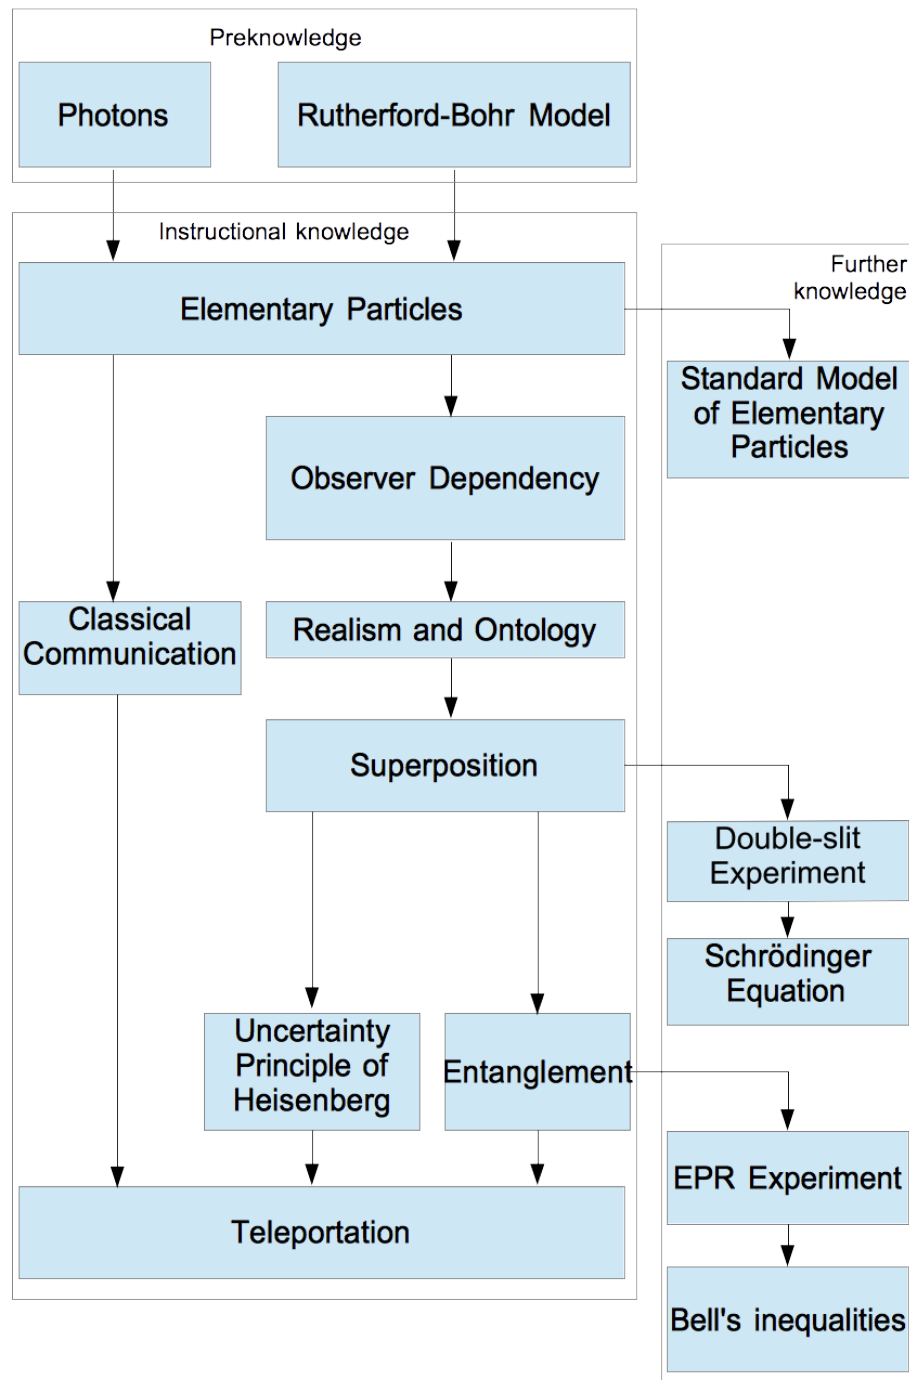 Preknowledge
Photons
Rutherford-Bohr Model
Instructional knowledge
Further
knowledge
Elementary Particles
Standard Model
of Elementary
Particles
Observer Dependency
Classical
Communication
Realism and Ontology
Superposition
Double-slit
Experiment
Schrödinger
Equation
Uncertainty
Principle of
Heisenberg
Entanglement
EPR Experiment
Teleportation
Bell's inequalities